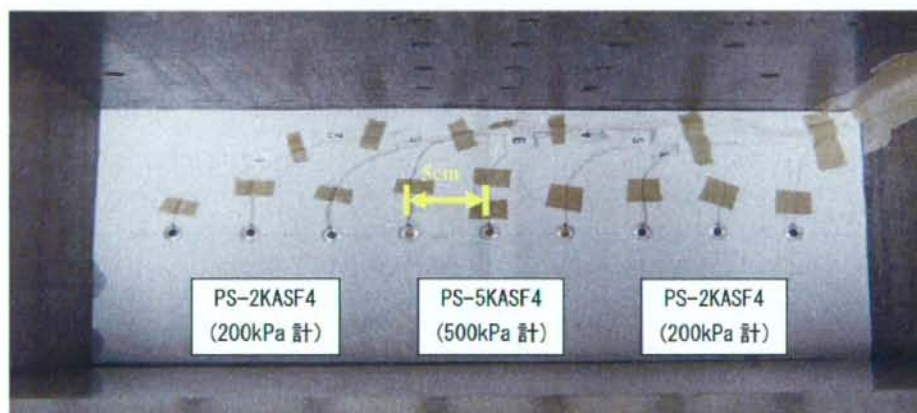 5cm
PS-2KASF4
(200kPa 計)
PS-5KASF4
(500kPa 計)
PS-2KASF4
(200kPa 計)